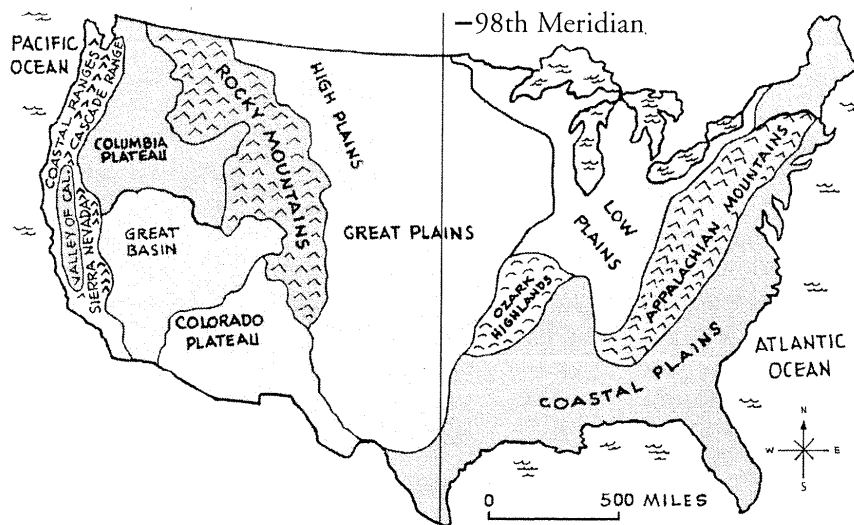 –98th Meridian
PACIFIC
OCEAN
COASTAL RANGES
CASCADE RANGE
ROCKY MOUNTAINS
HIGH PLAINS
COLUMBIA
PLATEAU
VALLEY OF CAL.
SIERRA NEVADA
GREAT
BASIN
GREAT PLAINS
LOW
PLAINS
APPALACHIAN MOUNTAINS
OZARK
HIGHLANDS
COLORADO
PLATEAU
COASTAL PLAINS
ATLANTIC
OCEAN
N
W E
S
0 500 MILES